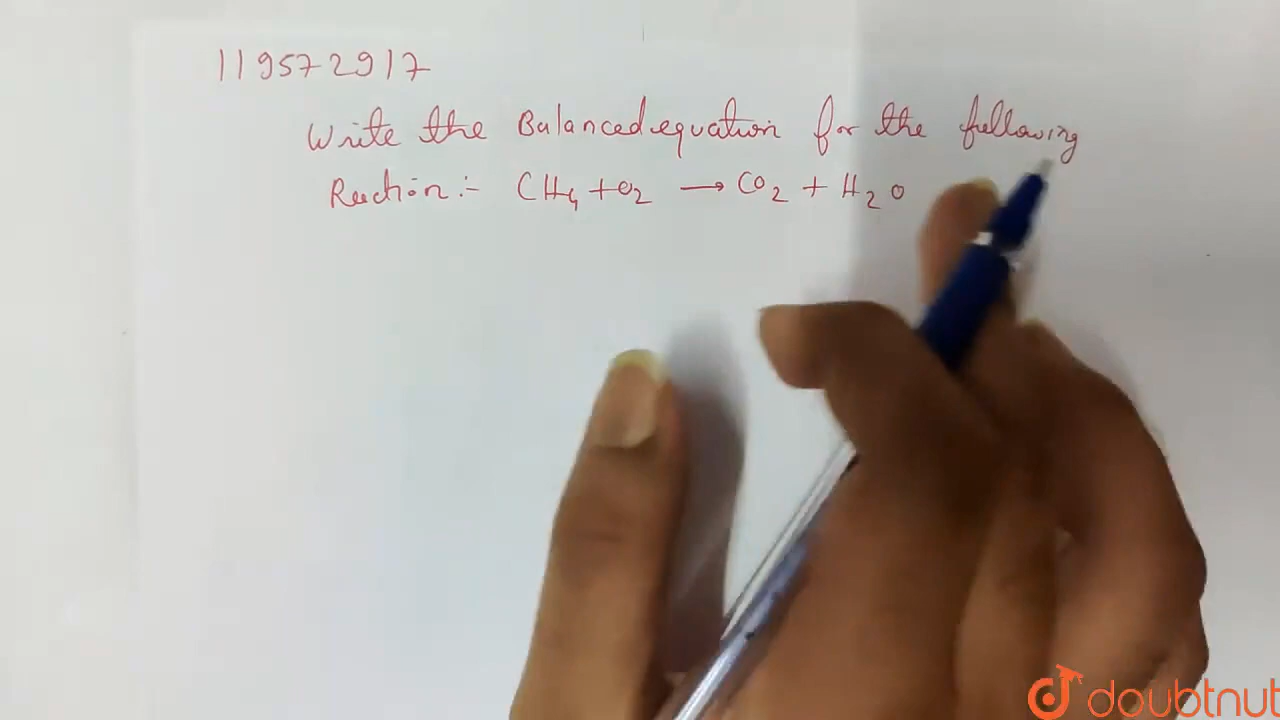 119572917
Write the Balanced equation for the following
Reaction:- CH4 + O2 → CO2 + H2O
doubtnut